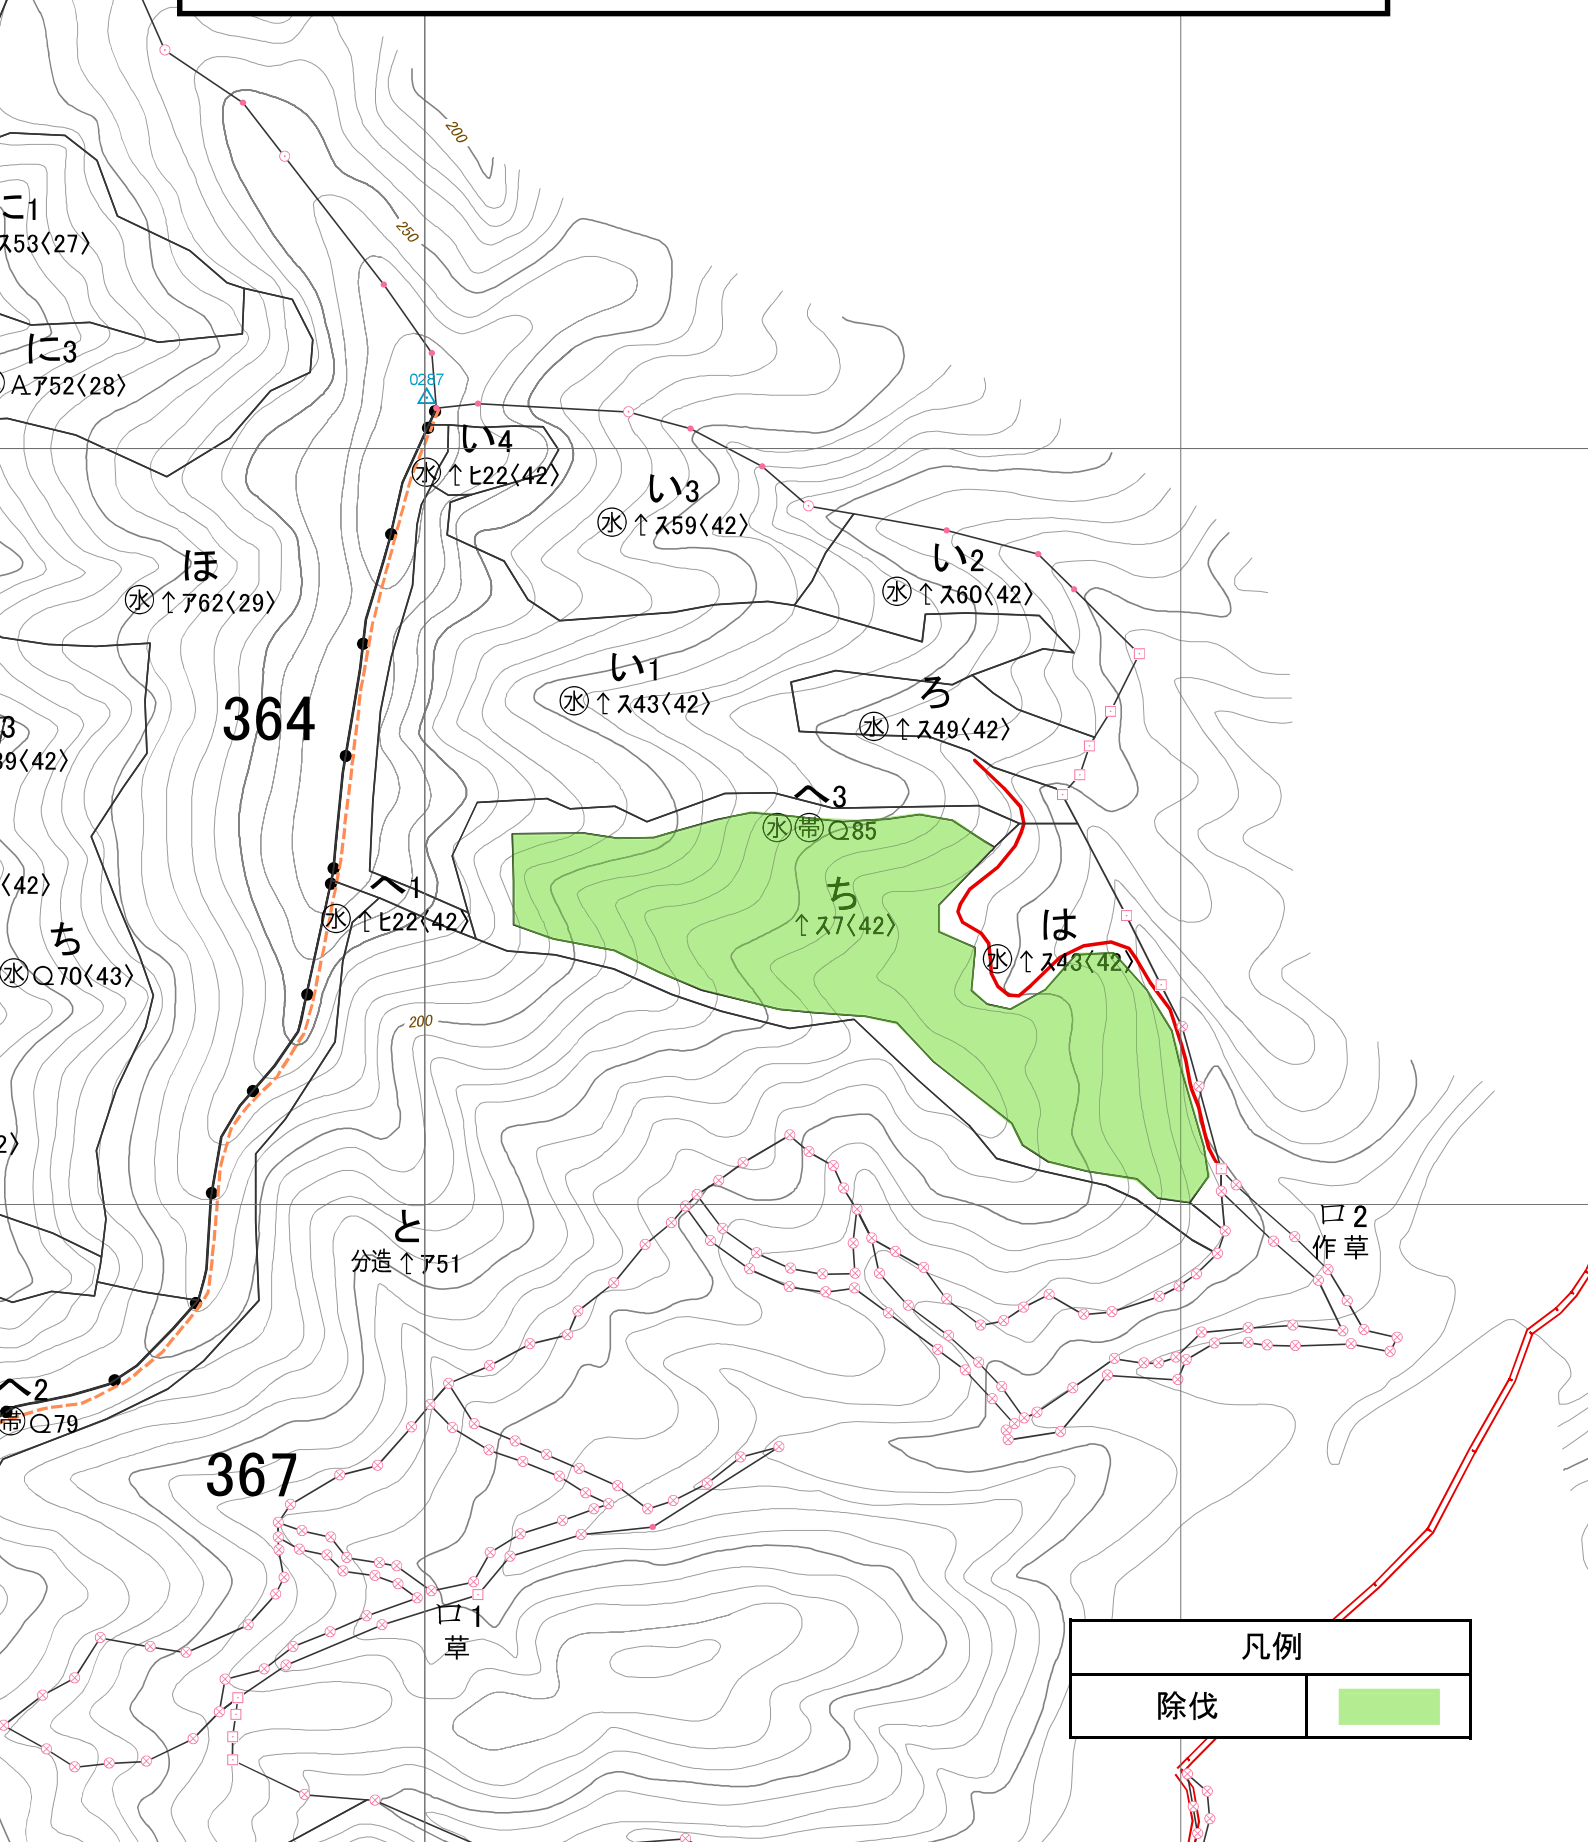 200
に1
ス53〈27〉
250
に3
Aア52〈28〉
0287
い4
水 ↑ヒ22〈42〉
い3
水 ↑ス59〈42〉
い2
水 ↑ス60〈42〉
ほ
水 ↑ア62〈29〉
い1
水 ↑ス43〈42〉
ろ
水 ↑ス49〈42〉
364
3
39〈42〉
へ3
水 帯 Q85
へ1
水 ↑ヒ22〈42〉
〈42〉
ち
↑ス7〈42〉
は
水 ↑ス43〈42〉
ち
水 Q70〈43〉
200
2〉
と
分造 ↑ア51
ロ2
作 草
へ2
帯 Q79
367
ロ1
草
凡例
除伐